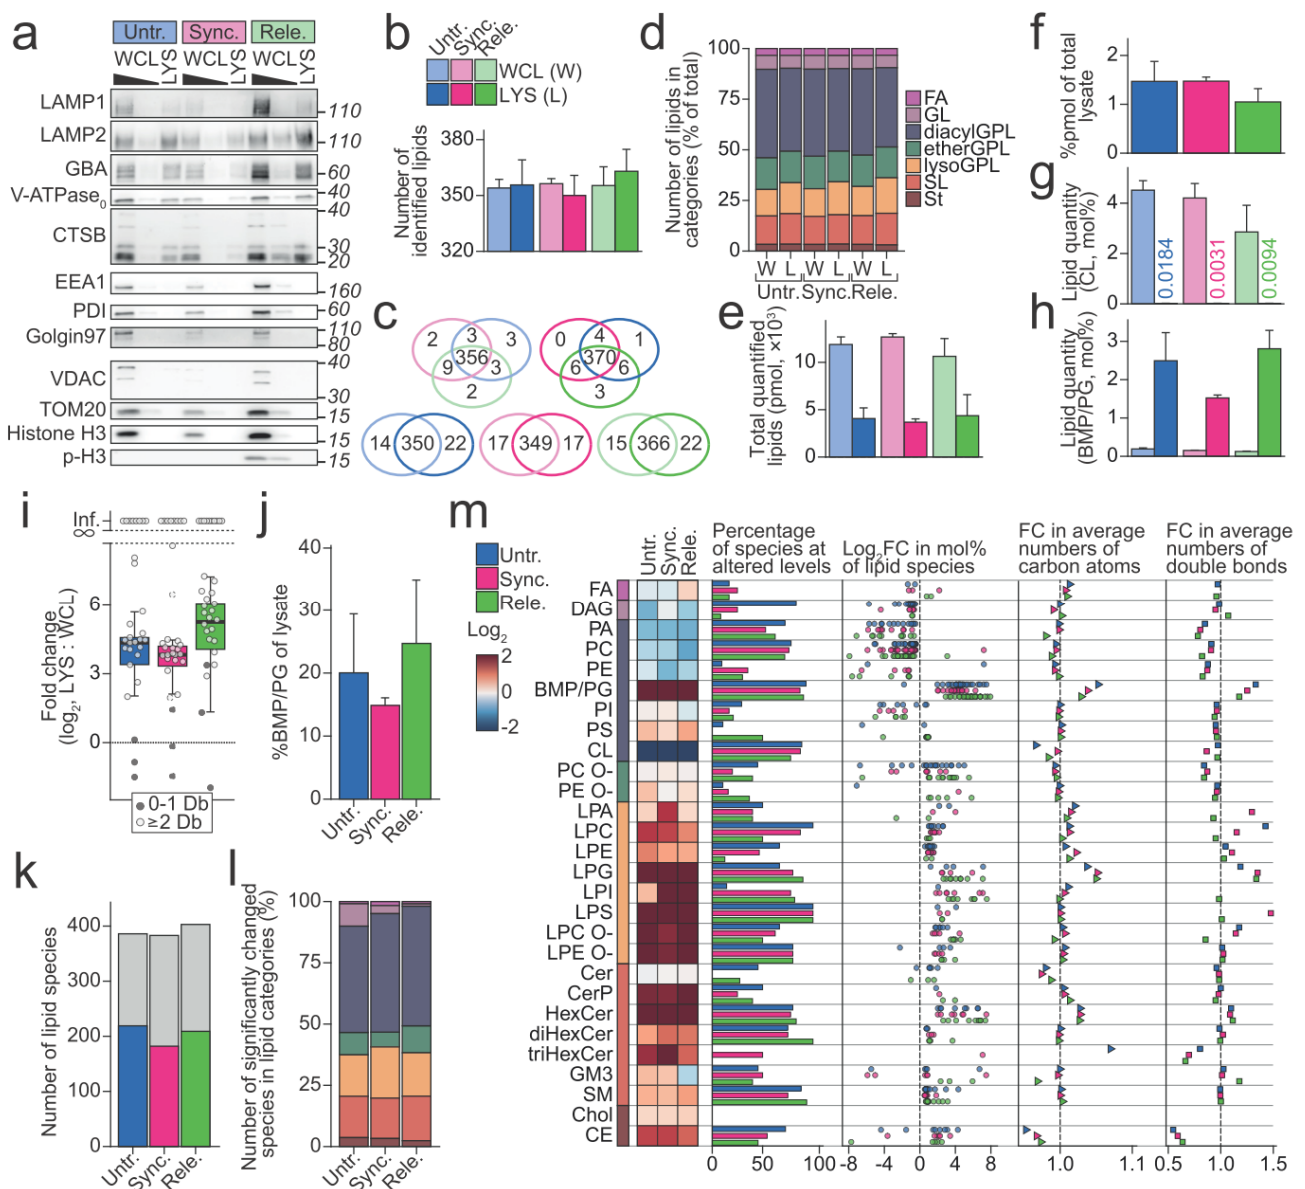 a
Untr.
Sync.
Rele.
WCL
LYS
WCL
LYS
WCL
LYS
LAMP1
110
LAMP2
110
GBA
60
V-ATPase0
40
40
CTSB
30
20
EEA1
160
PDI
60
Golgin97
110
80
40
VDAC
30
TOM20
15
Histone H3
15
p-H3
15
b
Untr.
Sync.
Rele.
WCL (W)
LYS (L)
Number of
identified lipids
380
350
320
c
2 3 3
356
9 3
2
0 4 1
370
6 6
3
14 350 22
17 349 17
15 366 22
d
Number of lipids in
categories (% of total)
100
75
50
25
0
W L W L W L
Untr. Sync. Rele.
FA
GL
diacylGPL
etherGPL
lysoGPL
SL
St
e
Total quantified
lipids (pmol, ×10³)
10
5
0
f
%pmol of total
lysate
2
1
0
g
Lipid quantity
(CL, mol%)
4
2
0
0.0184
0.0031
0.0094
h
Lipid quantity
(BMP/PG, mol%)
3
2
1
0
i
Fold change
(log2, LYS : WCL)
Inf.
∞
6
3
0
0-1 Db
≥2 Db
j
%BMP/PG of lysate
40
30
20
10
0
Untr.
Sync.
Rele.
Untr.
Sync.
Rele.
Log2
2
0
-2
k
Number of lipid species
400
300
200
100
0
Untr.
Sync.
Rele.
l
Number of significantly changed
species in lipid categories (%)
100
75
50
25
0
Untr.
Sync.
Rele.
m
Untr.
Sync.
Rele.
Percentage
of species at
altered levels
Log2FC in mol%
of lipid species
FC in average
numbers of
carbon atoms
FC in average
numbers of
double bonds
FA
DAG
PA
PC
PE
BMP/PG
PI
PS
CL
PC O-
PE O-
LPA
LPC
LPE
LPG
LPI
LPS
LPC O-
LPE O-
Cer
CerP
HexCer
diHexCer
triHexCer
GM3
SM
Chol
CE
0 50 100
-8 -4 0 4 8
1.0 1.1
0.5 1.0 1.5